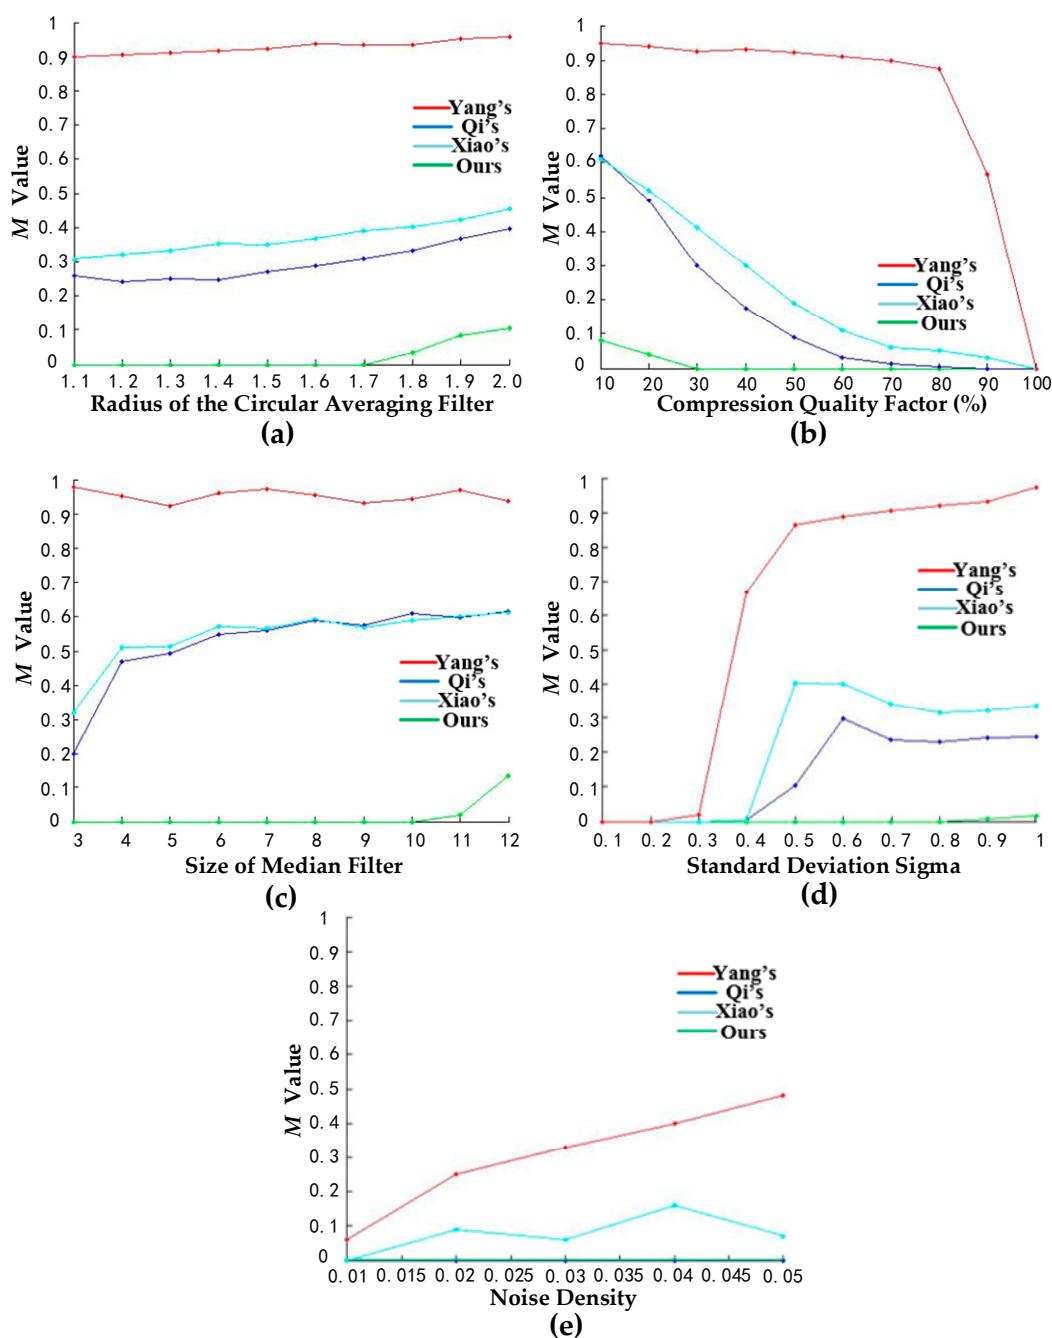 1
0.9
0.8
0.7
0.6
0.5
0.4
0.3
0.2
0.1
0
M Value
Yang's
Qi's
Xiao's
Ours
1.1 1.2 1.3 1.4 1.5 1.6 1.7 1.8 1.9 2.0
Radius of the Circular Averaging Filter
(a)
1
0.9
0.8
0.7
0.6
0.5
0.4
0.3
0.2
0.1
0
M Value
Yang's
Qi's
Xiao's
Ours
10 20 30 40 50 60 70 80 90 100
Compression Quality Factor (%)
(b)
1
0.9
0.8
0.7
0.6
0.5
0.4
0.3
0.2
0.1
0
M Value
Yang's
Qi's
Xiao's
Ours
3 4 5 6 7 8 9 10 11 12
Size of Median Filter
(c)
1
0.9
0.8
0.7
0.6
0.5
0.4
0.3
0.2
0.1
0
M Value
Yang's
Qi's
Xiao's
Ours
0.1 0.2 0.3 0.4 0.5 0.6 0.7 0.8 0.9 1
Standard Deviation Sigma
(d)
1
0.9
0.8
0.7
0.6
0.5
0.4
0.3
0.2
0.1
0
M Value
Yang's
Qi's
Xiao's
Ours
0.01 0.015 0.02 0.025 0.03 0.035 0.04 0.045 0.05
Noise Density
(e)